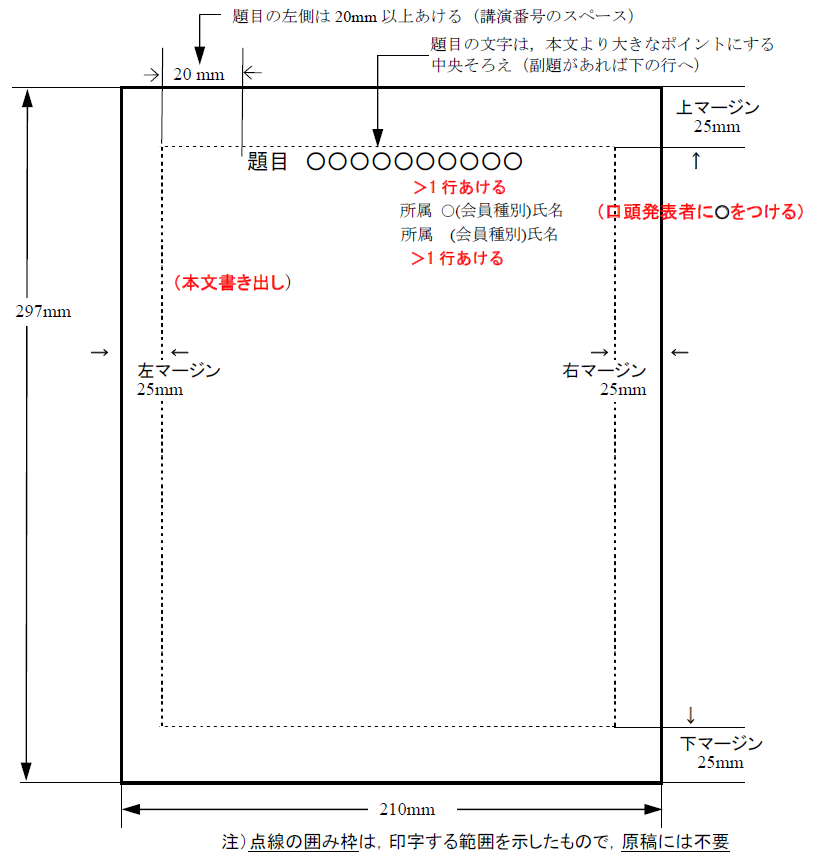 題目の左側は 20mm 以上あける（講演番号のスペース）
題目の文字は，本文より大きなポイントにする
中央そろえ（副題があれば下の行へ）
20 mm
上マージン
25mm
題目　○○○○○○○○○○
＞1 行あける
所属 ○(会員種別)氏名
（口頭発表者に○をつける）
所属　(会員種別)氏名
＞1 行あける
（本文書き出し）
297mm
左マージン
25mm
右マージン
25mm
下マージン
25mm
210mm
注）点線の囲み枠は，印字する範囲を示したもので，原稿には不要